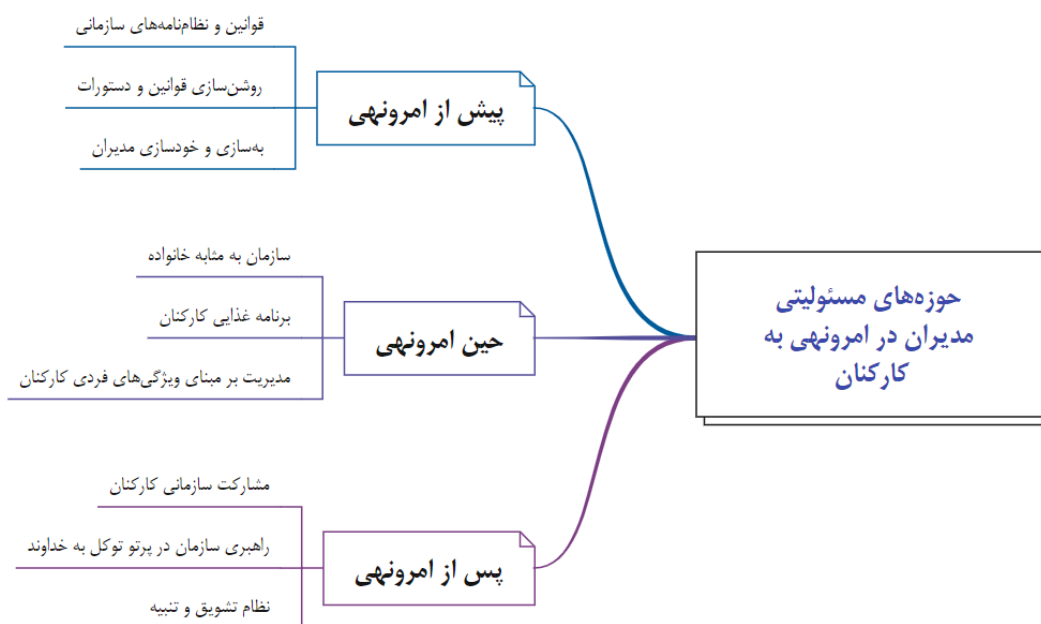 حوزه‌های مسئولیتی
مدیران در امرونهی به
کارکنان
پیش از امرونهی
قوانین و نظام‌نامه‌های سازمانی
روشن‌سازی قوانین و دستورات
به‌سازی و خودسازی مدیران
حین امرونهی
سازمان به مثابه خانواده
برنامه غذایی کارکنان
مدیریت بر مبنای ویژگی‌های فردی کارکنان
پس از امرونهی
مشارکت سازمانی کارکنان
راهبری سازمان در پرتو توکل به خداوند
نظام تشویق و تنبیه